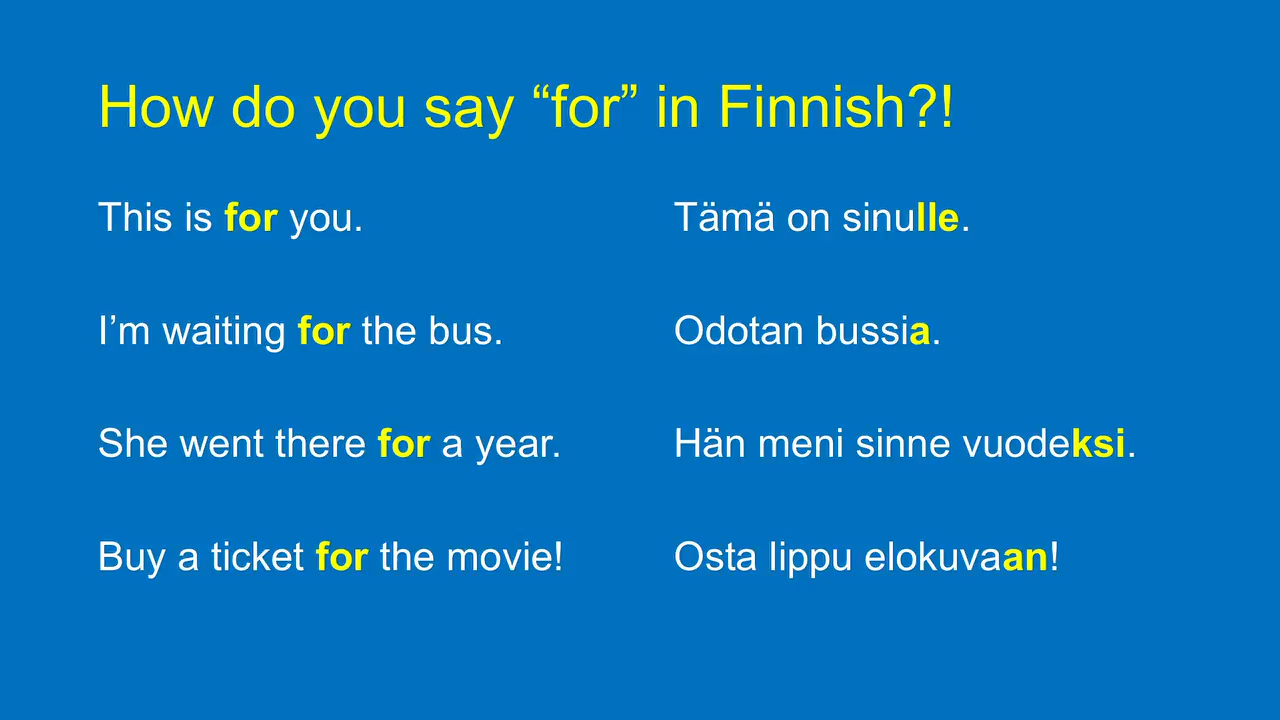 How do you say “for” in Finnish?!
This is for you.
Tämä on sinulle.
I’m waiting for the bus.
Odotan bussia.
She went there for a year.
Hän meni sinne vuodeksi.
Buy a ticket for the movie!
Osta lippu elokuvaan!